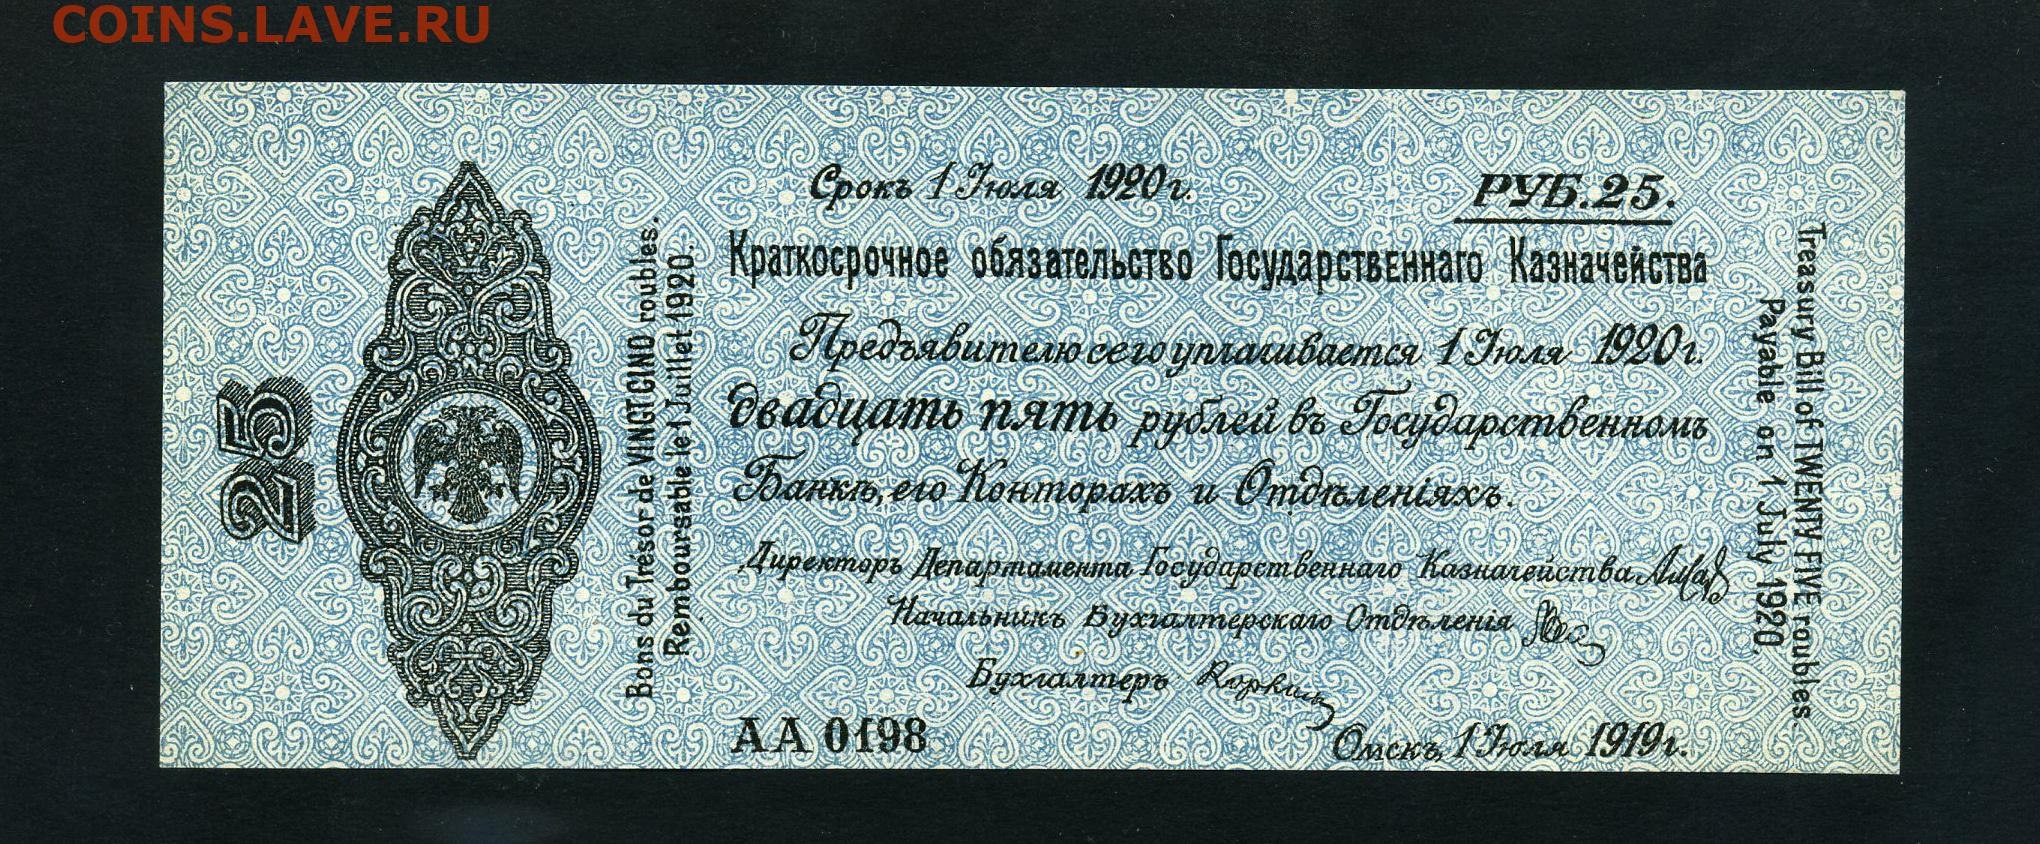 COINS.LAVE.RU
25
Bons du Trésor de VINGT CINQ roubles.
Remboursable le 1 Juillet 1920.
Срокъ 1 Июля 1920 г.
РУБ. 25.
Краткосрочное обязательство Государственнаго Казначейства
Предъявителю сего уплачивается 1 Июля 1920 г.
двадцать пять рублей въ Государственномъ
Банкѣ, его Конторахъ и Отдѣленіяхъ.
Директоръ Департамента Государственнаго Казначейства
Начальникъ Бухгалтерскаго Отдѣленія
Бухгалтеръ
АА 0198
Омскъ, 1 Июля 1919 г.
Treasury Bill of TWENTY FIVE roubles.
Payable on 1 July 1920.